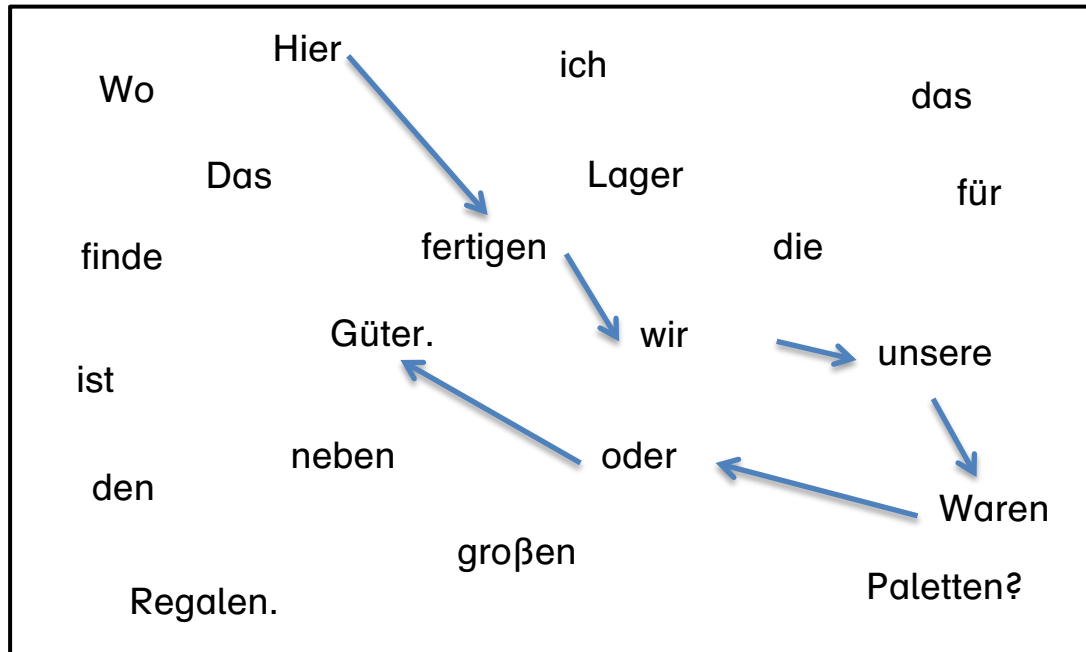 Hier
ich
Wo
das
Das
Lager
für
finde
fertigen
die
Güter.
wir
unsere
ist
neben
oder
den
Waren
großen
Paletten?
Regalen.